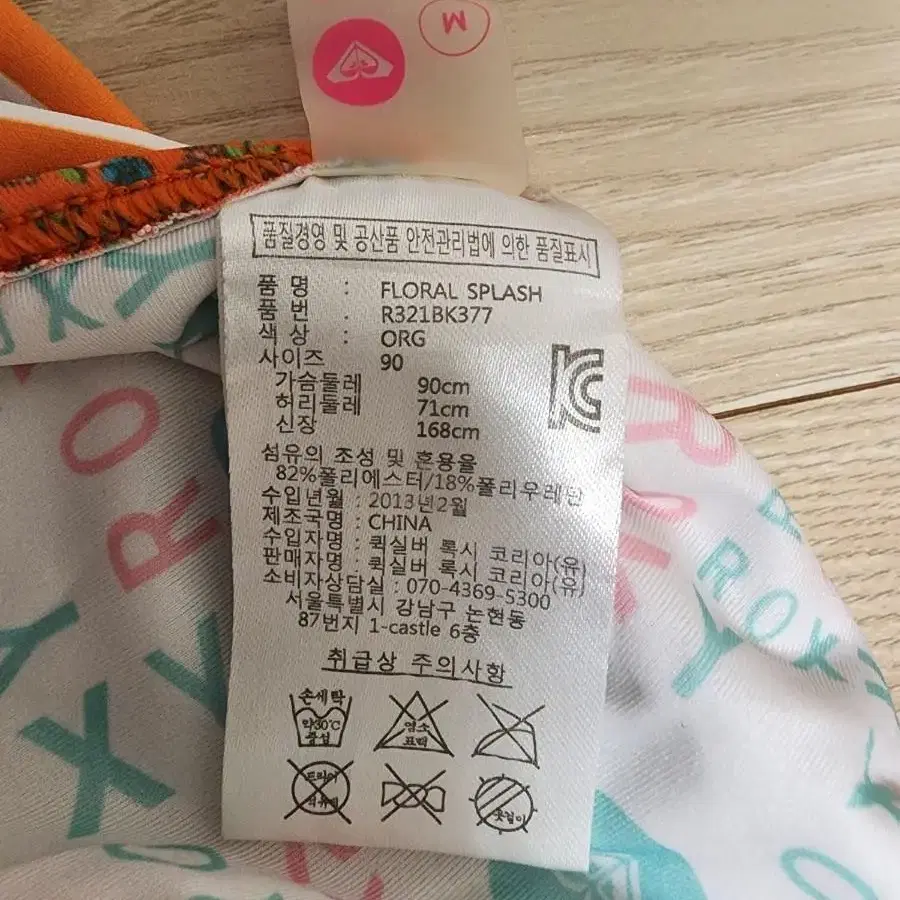 M
품질경영 및 공산품 안전관리법에 의한 품질표시
품 명 : FLORAL SPLASH
품 번 : R321BK377
색 상 : ORG
사이즈 90
가슴둘레 90cm
허리둘레 71cm
신장 168cm
섬유의 조성 및 혼용율
82%폴리에스터/18%폴리우레탄
수입년월 : 2013년2월
제조국명 : CHINA
수입자명 : 퀵실버 록시 코리아(유)
판매자명 : 퀵실버 록시 코리아(유)
소비자상담실 : 070-4369-5300
서울특별시 강남구 논현동
87번지 1-castle 6층
취급상 주의사항
손세탁
약30℃
중성
염소
표백
드라이
석유계
옷걸이
ROXY
ROXY